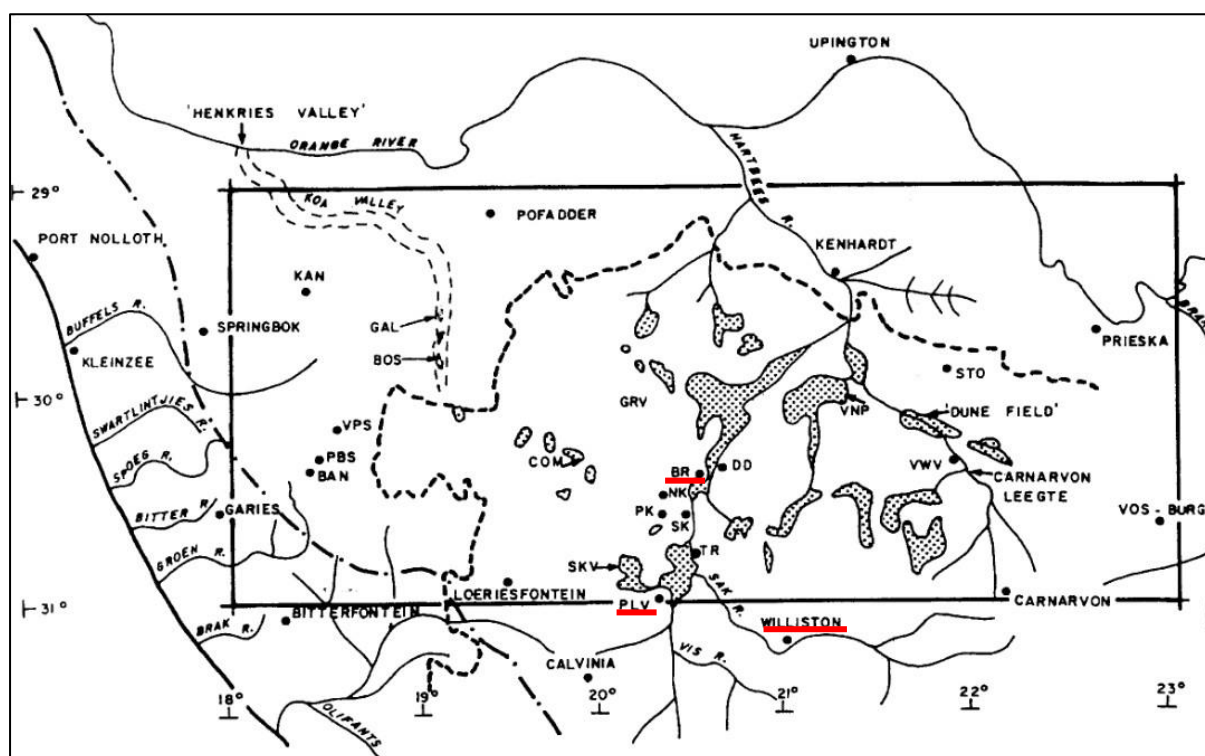 UPINGTON
'HENKRIES VALLEY'
ORANGE RIVER
HARTBEES R.
29°
KOA VALLEY
POFADDER
PORT NOLLOTH
KENHARDT
KAN
BUFFELS R.
GAL
SPRINGBOK
PRIESKA
BRAK
KLEINZEE
BOS
STO
30°
GRV
VNP
'DUNE FIELD'
SWARTLINTJIES R.
VPS
SPOEG R.
PBS
COM
BR
DD
VWV
BAN
CARNARVON
LEEGTE
NK
BITTER R.
GARIES
PK
SK
VOS-BURG
GROEN R.
TR
SKV
SAK R.
LOERIESFONTEIN
PLV
CARNARVON
31°
BITTERFONTEIN
WILLISTON
BRAK R.
VIS R.
CALVINIA
18°
19°
20°
21°
22°
23°
OLIFANTS